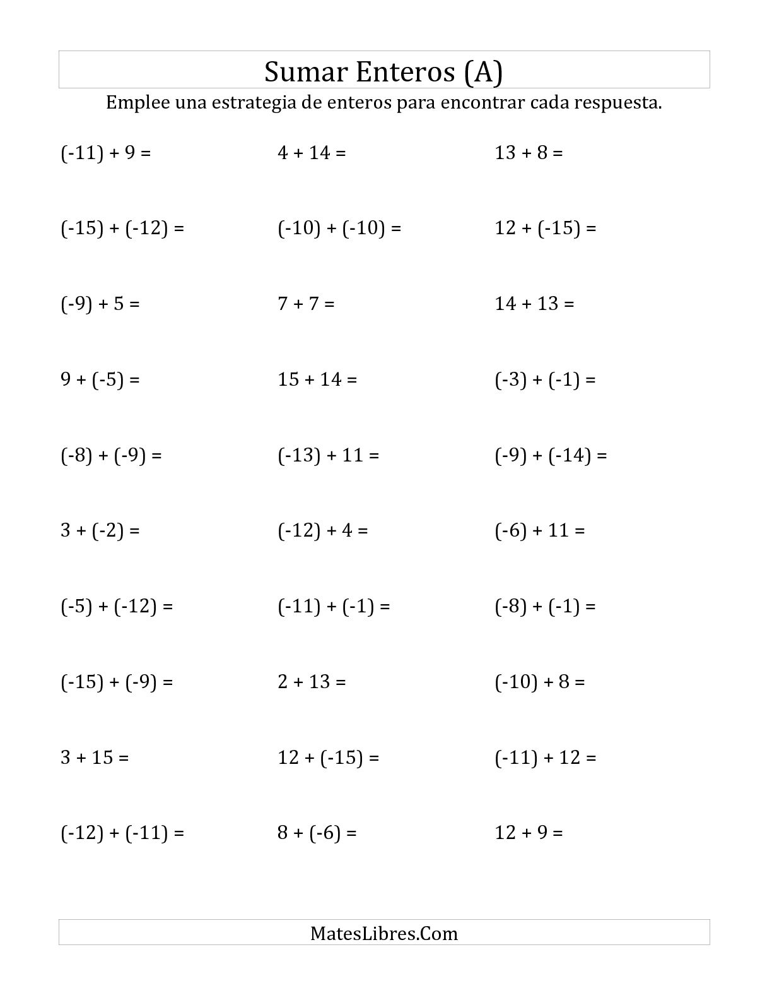 Sumar Enteros (A)
Emplee una estrategia de enteros para encontrar cada respuesta.
(-11) + 9 = 4 + 14 = 13 + 8 =
(-15) + (-12) = (-10) + (-10) = 12 + (-15) =
(-9) + 5 = 7 + 7 = 14 + 13 =
9 + (-5) = 15 + 14 = (-3) + (-1) =
(-8) + (-9) = (-13) + 11 = (-9) + (-14) =
3 + (-2) = (-12) + 4 = (-6) + 11 =
(-5) + (-12) = (-11) + (-1) = (-8) + (-1) =
(-15) + (-9) = 2 + 13 = (-10) + 8 =
3 + 15 = 12 + (-15) = (-11) + 12 =
(-12) + (-11) = 8 + (-6) = 12 + 9 =
MatesLibres.Com